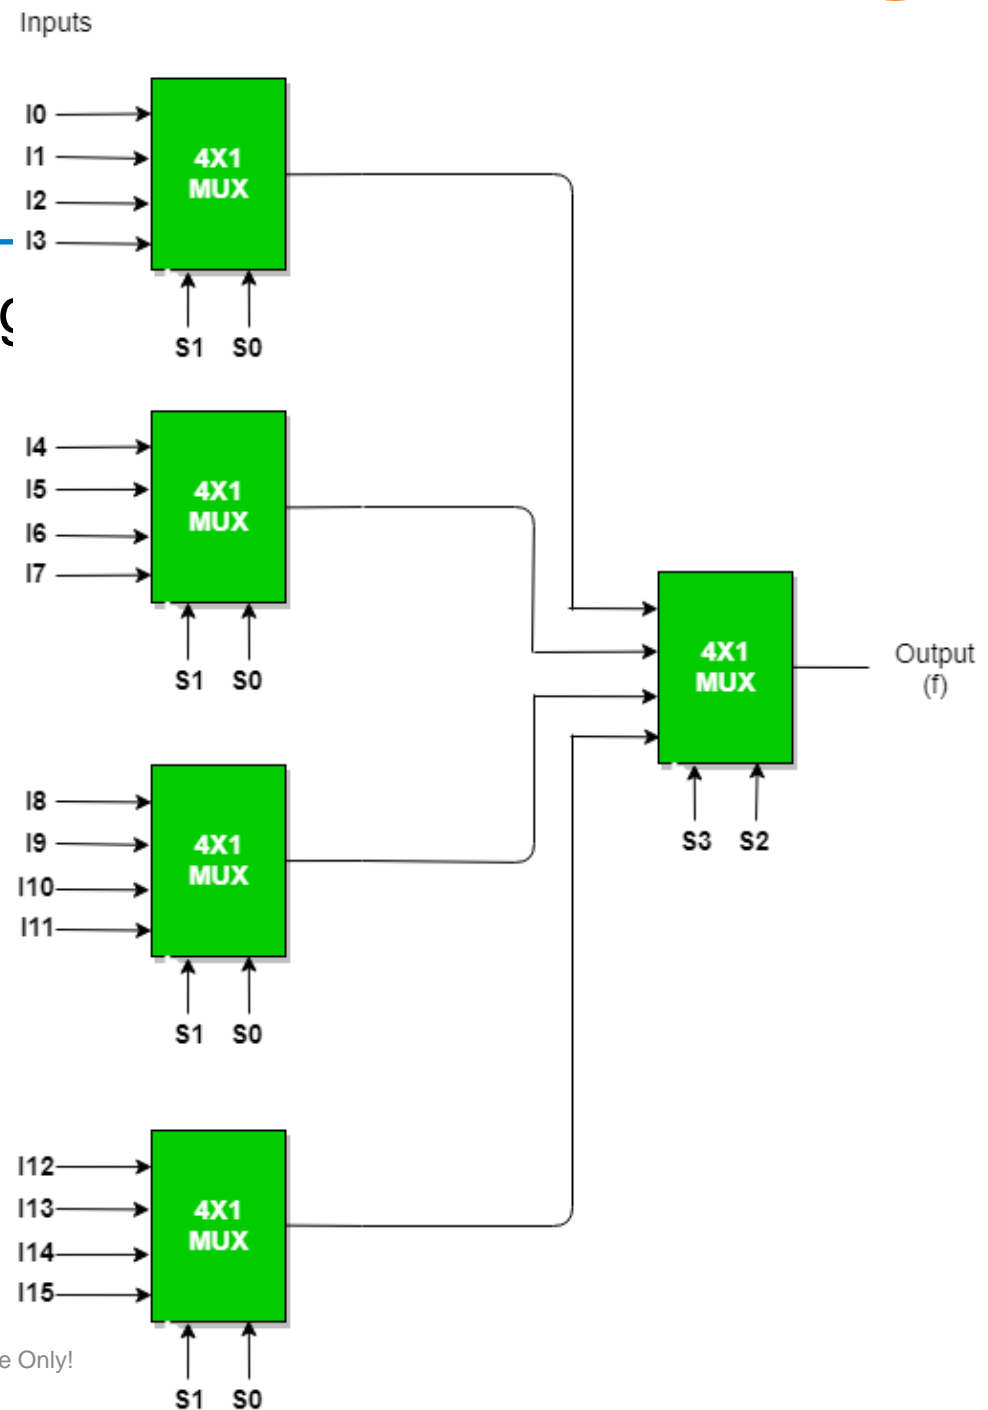 Inputs
I0
I1
I2
I3
4X1
MUX
S1 S0
I4
I5
I6
I7
4X1
MUX
S1 S0
4X1
MUX
Output
(f)
S3 S2
I8
I9
I10
I11
4X1
MUX
S1 S0
I12
I13
I14
I15
4X1
MUX
e Only!
S1 S0